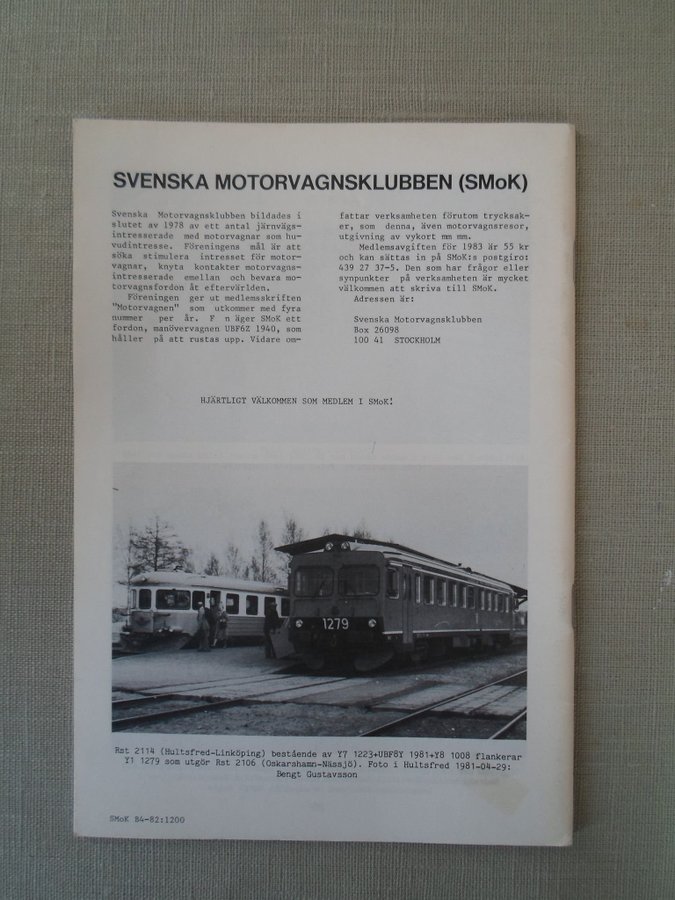 SVENSKA MOTORVAGNSKLUBBEN (SMoK)
Svenska Motorvagnsklubben bildades i
slutet av 1978 av ett antal järnvägs-
intresserade med motorvagnar som hu-
vudintresse. Föreningens mål är att
söka stimulera intresset för motor-
vagnar, knyta kontakter motorvagns-
intresserade emellan och bevara mo-
torvagnsfordon åt eftervärlden.
Föreningen ger ut medlemsskriften
"Motorvagnen" som utkommer med fyra
nummer per år. F n äger SMoK ett
fordon, manövervagnen UBF6Z 1940, som
håller på att rustas upp. Vidare om-
fattar verksamheten förutom trycksak-
er, som denna, även motorvagnsresor,
utgivning av vykort mm mm.
Medlemsavgiften för 1983 är 55 kr
och kan sättas in på SMoK:s postgiro:
439 27 37-5. Den som har frågor eller
synpunkter på verksamheten är mycket
välkommen att skriva till SMoK.
Adressen är:
Svenska Motorvagnsklubben
Box 26098
100 41 STOCKHOLM
HJÄRTLIGT VÄLKOMMEN SOM MEDLEM I SMoK!
1279
Rst 2114 (Hultsfred-Linköping) bestående av Y7 1223+UBF8Y 1981+Y8 1008 flankerar
Y1 1279 som utgör Rst 2106 (Oskarshamn-Nässjö). Foto i Hultsfred 1981-04-29:
Bengt Gustavsson
SMoK B4-82:1200